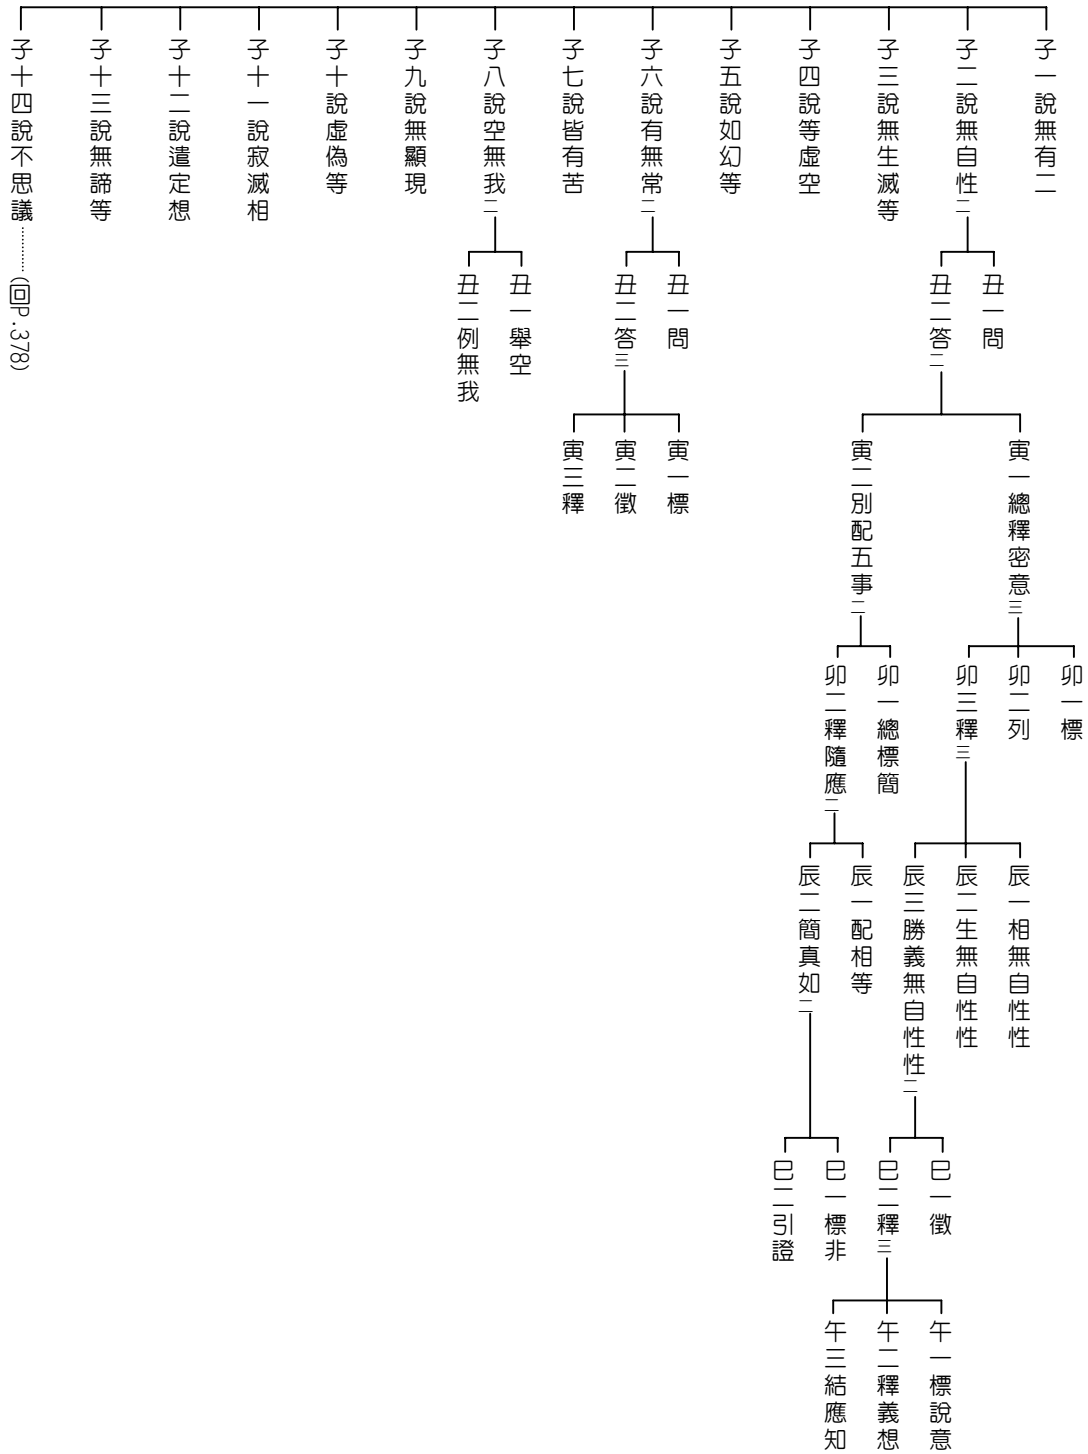 子一說無有二
子二說無自性二
丑一問
丑二答二
寅一總釋密意三
卯一標
卯二列
卯三釋三
辰一相無自性性
辰二生無自性性
辰三勝義無自性性二
巳一徵
巳二釋三
午一標說意
午二釋義想
午三結應知
寅二別配五事二
卯一總標簡
卯二釋隨應二
辰一配相等
辰二簡真如二
巳一標非
巳二引證
子三說無生滅等
子四說等虛空
子五說如幻等
子六說有無常二
丑一問
丑二答三
寅一標
寅二徵
寅三釋
子七說皆有苦
子八說空無我二
丑一舉空
丑二例無我
子九說無顯現
子十說虛偽等
子十一說寂滅相
子十二說遣定想
子十三說無諦等
子十四說不思議………(回P.378)